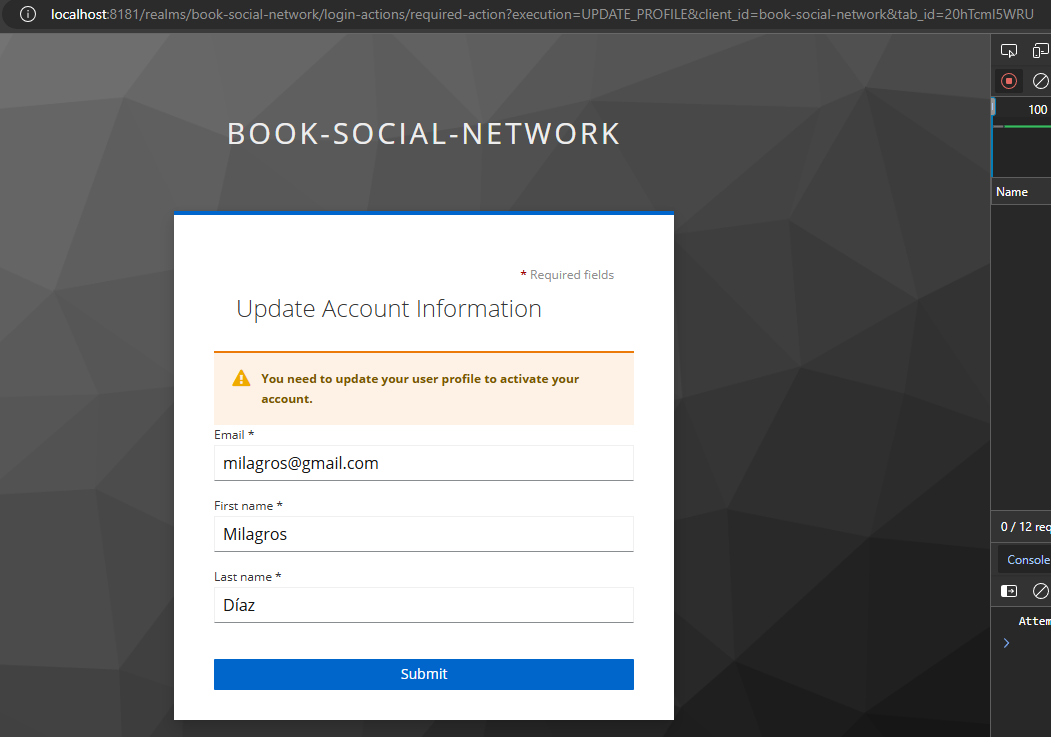 localhost:8181/realms/book-social-network/login-actions/required-action?execution=UPDATE_PROFILE&client_id=book-social-network&tab_id=20hTcmI5WRU
BOOK-SOCIAL-NETWORK
* Required fields
Update Account Information
You need to update your user profile to activate your
account.
Email *
milagros@gmail.com
First name *
Milagros
Last name *
Díaz
Submit
100
Name
0 / 12 req
Console
Attem